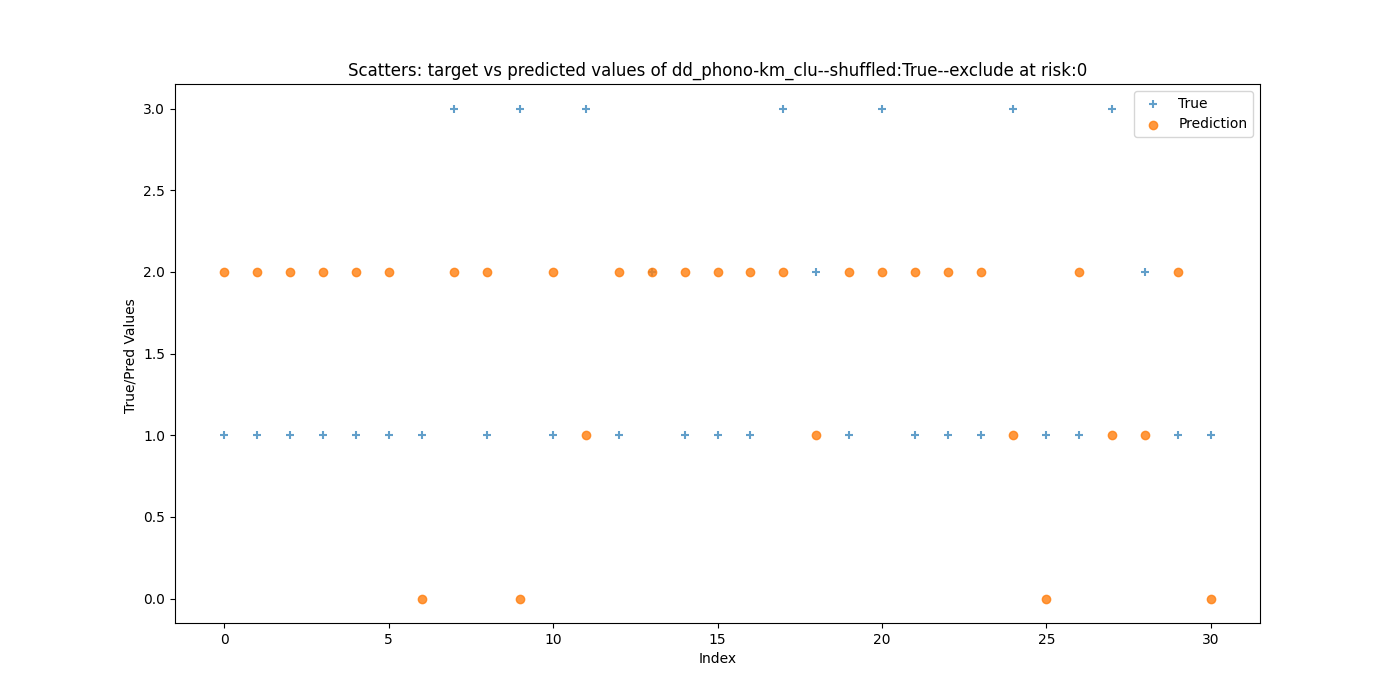 Scatters: target vs predicted values of dd_phono-km_clu--shuffled:True--exclude at risk:0
True
Prediction
3.0
2.5
2.0
1.5
1.0
0.5
0.0
True/Pred Values
0 5 10 15 20 25 30
Index